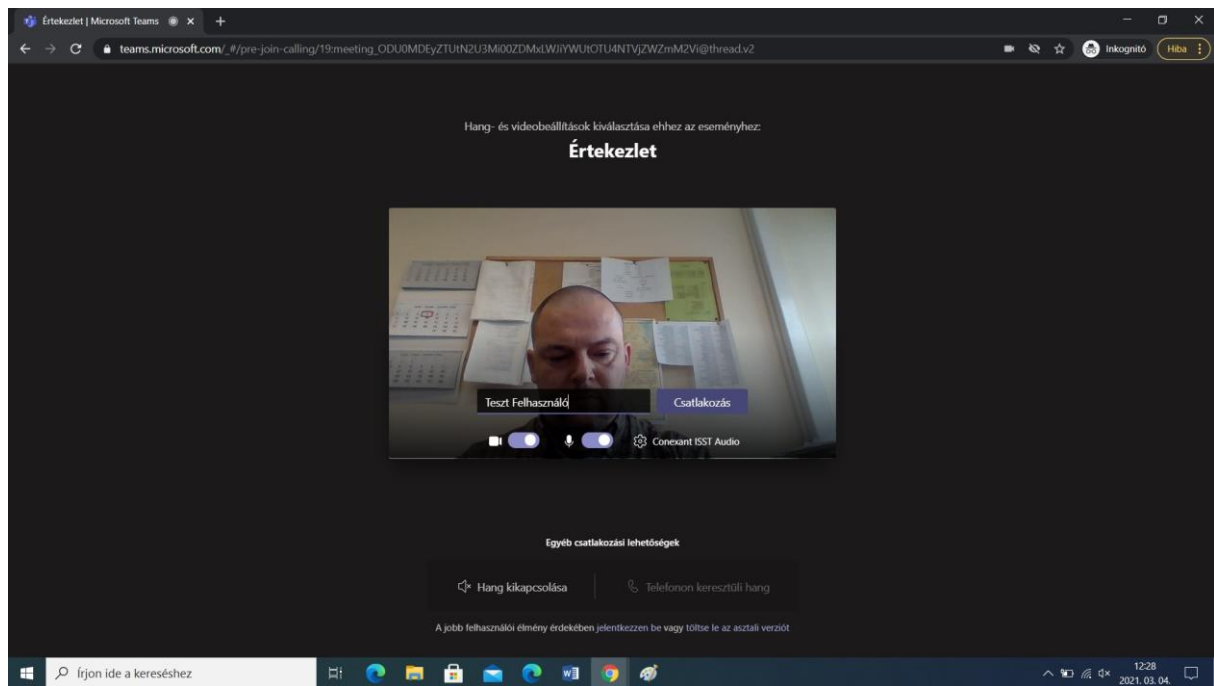 Értekezlet | Microsoft Teams
teams.microsoft.com/_#/pre-join-calling/19:meeting_ODU0MDEyZTUtN2U3Mi00ZDMxLWJiYWUtOTU4NTVjZWZmM2Vi@thread.v2
Inkognitó
Hiba
Hang- és videobeállítások kiválasztása ehhez az eseményhez:
Értekezlet
Teszt Felhasználó
Csatlakozás
Conexant ISST Audio
Egyéb csatlakozási lehetőségek
Hang kikapcsolása
Telefonon keresztüli hang
A jobb felhasználói élmény érdekében jelentkezzen be vagy töltse le az asztali verziót
Írjon ide a kereséshez
12:28
2021. 03. 04.